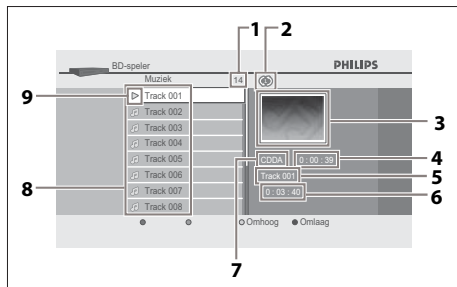 1 2
BD-speler PHILIPS
Muziek 14
9 Track 001
Track 002
3
Track 003
Track 004
CDDA 0 : 00 : 39 4
Track 005
Track 001 5
8 Track 006
0 : 03 : 40 6
Track 007
Track 008
Omhoog Omlaag
7